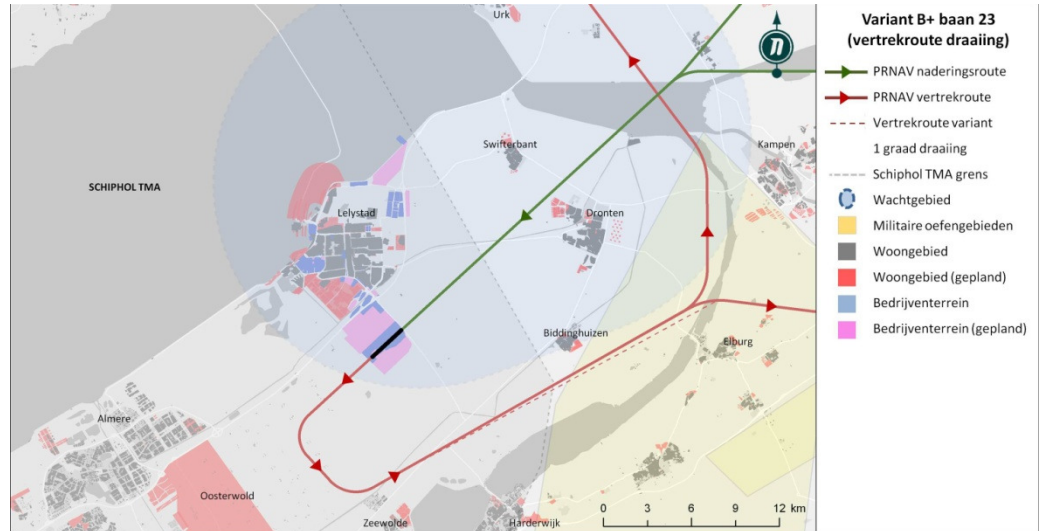 Variant B+ baan 23
(vertrekroute draaiing)
PRNAV naderingsroute
PRNAV vertrekroute
Vertrekroute variant
1 graad draaiing
Schiphol TMA grens
Wachtgebied
Militaire oefengebieden
Woongebied
Woongebied (gepland)
Bedrijventerrein
Bedrijventerrein (gepland)
Urk
n
Swifterbant
Kampen
SCHIPHOL TMA
Lelystad
Dronten
Biddinghuizen
Elburg
Almere
Oosterwold
Zeewolde
Harderwijk
0 3 6 9 12 km